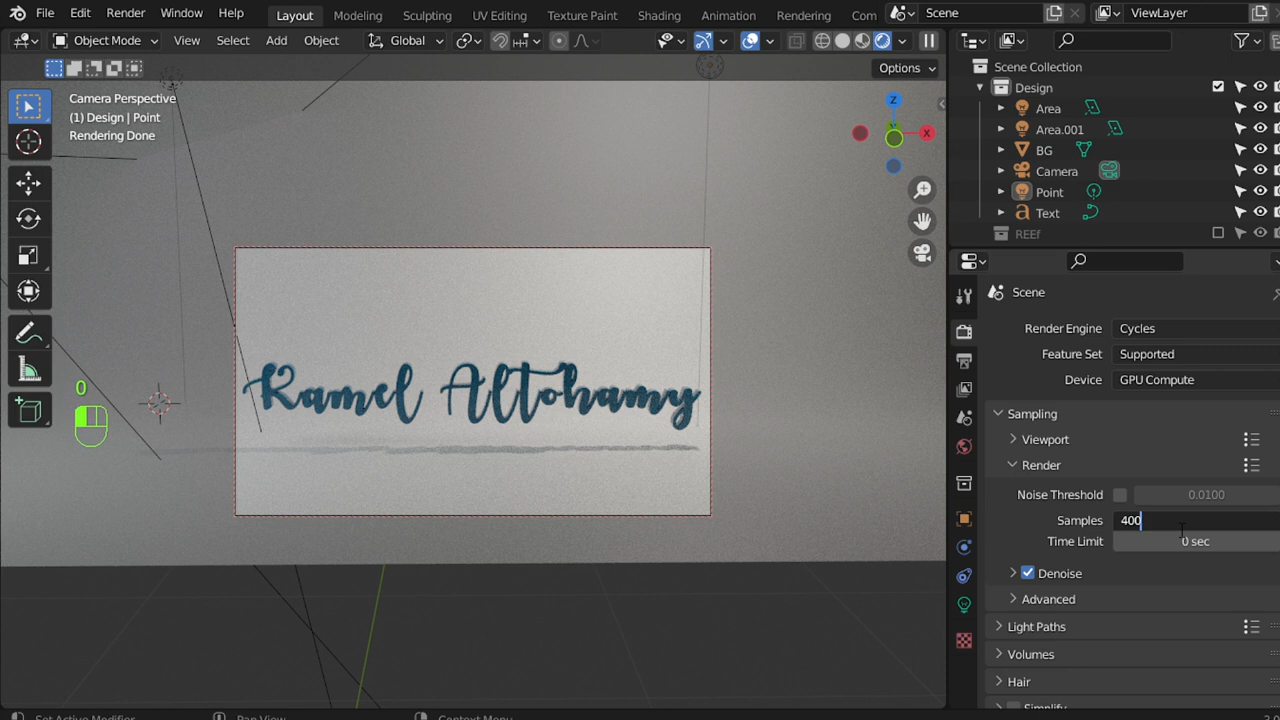 File Edit Render Window Help Layout Modeling Sculpting UV Editing Texture Paint Shading Animation Rendering Com Scene ViewLayer
Object Mode View Select Add Object Global
Options
Camera Perspective
(1) Design | Point
Rendering Done
Z
X
0
Kamel Altohamy
Scene Collection
Design
Area
Area.001
BG
Camera
Point
Text
REEf
Scene
Render Engine Cycles
Feature Set Supported
Device GPU Compute
Sampling
Viewport
Render
Noise Threshold 0.0100
Samples 400
Time Limit 0 sec
Denoise
Advanced
Light Paths
Volumes
Hair
Simplify
Set Active Modifier Pan View Context Menu